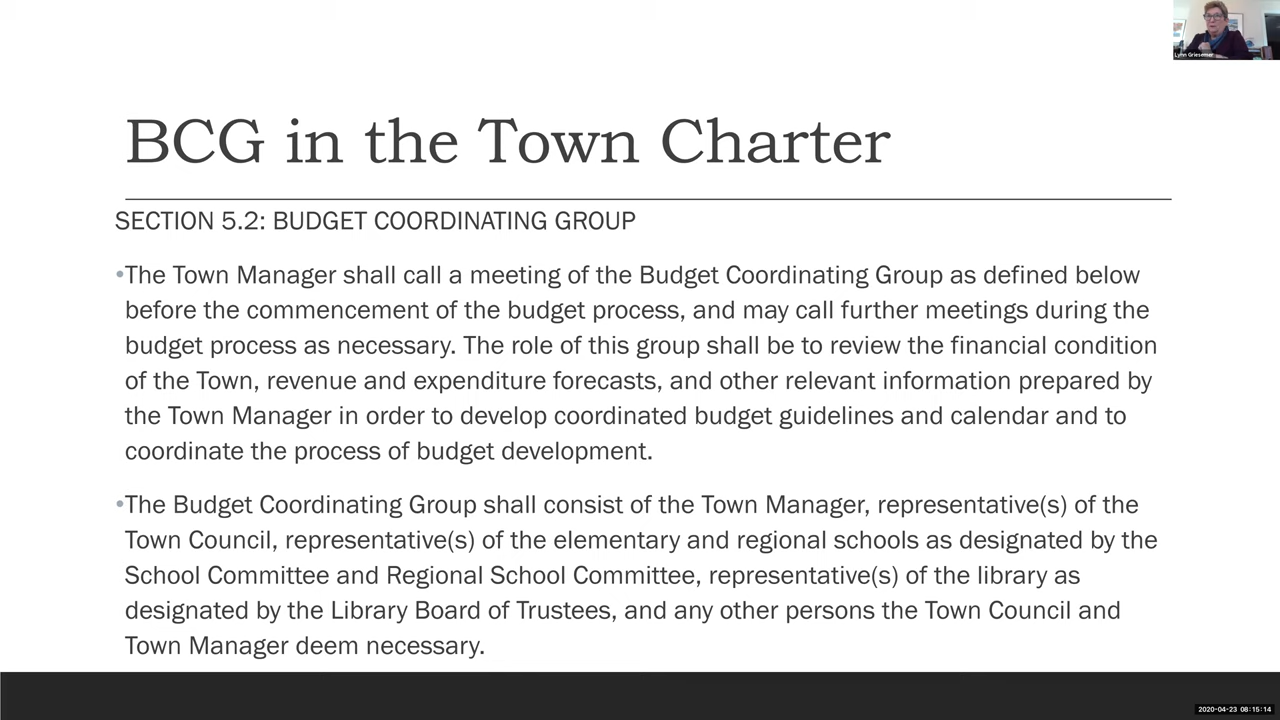 Lynn Griesemer
BCG in the Town Charter
SECTION 5.2: BUDGET COORDINATING GROUP
•The Town Manager shall call a meeting of the Budget Coordinating Group as defined below
before the commencement of the budget process, and may call further meetings during the
budget process as necessary. The role of this group shall be to review the financial condition
of the Town, revenue and expenditure forecasts, and other relevant information prepared by
the Town Manager in order to develop coordinated budget guidelines and calendar and to
coordinate the process of budget development.
•The Budget Coordinating Group shall consist of the Town Manager, representative(s) of the
Town Council, representative(s) of the elementary and regional schools as designated by the
School Committee and Regional School Committee, representative(s) of the library as
designated by the Library Board of Trustees, and any other persons the Town Council and
Town Manager deem necessary.
2020-04-23 08:15:14